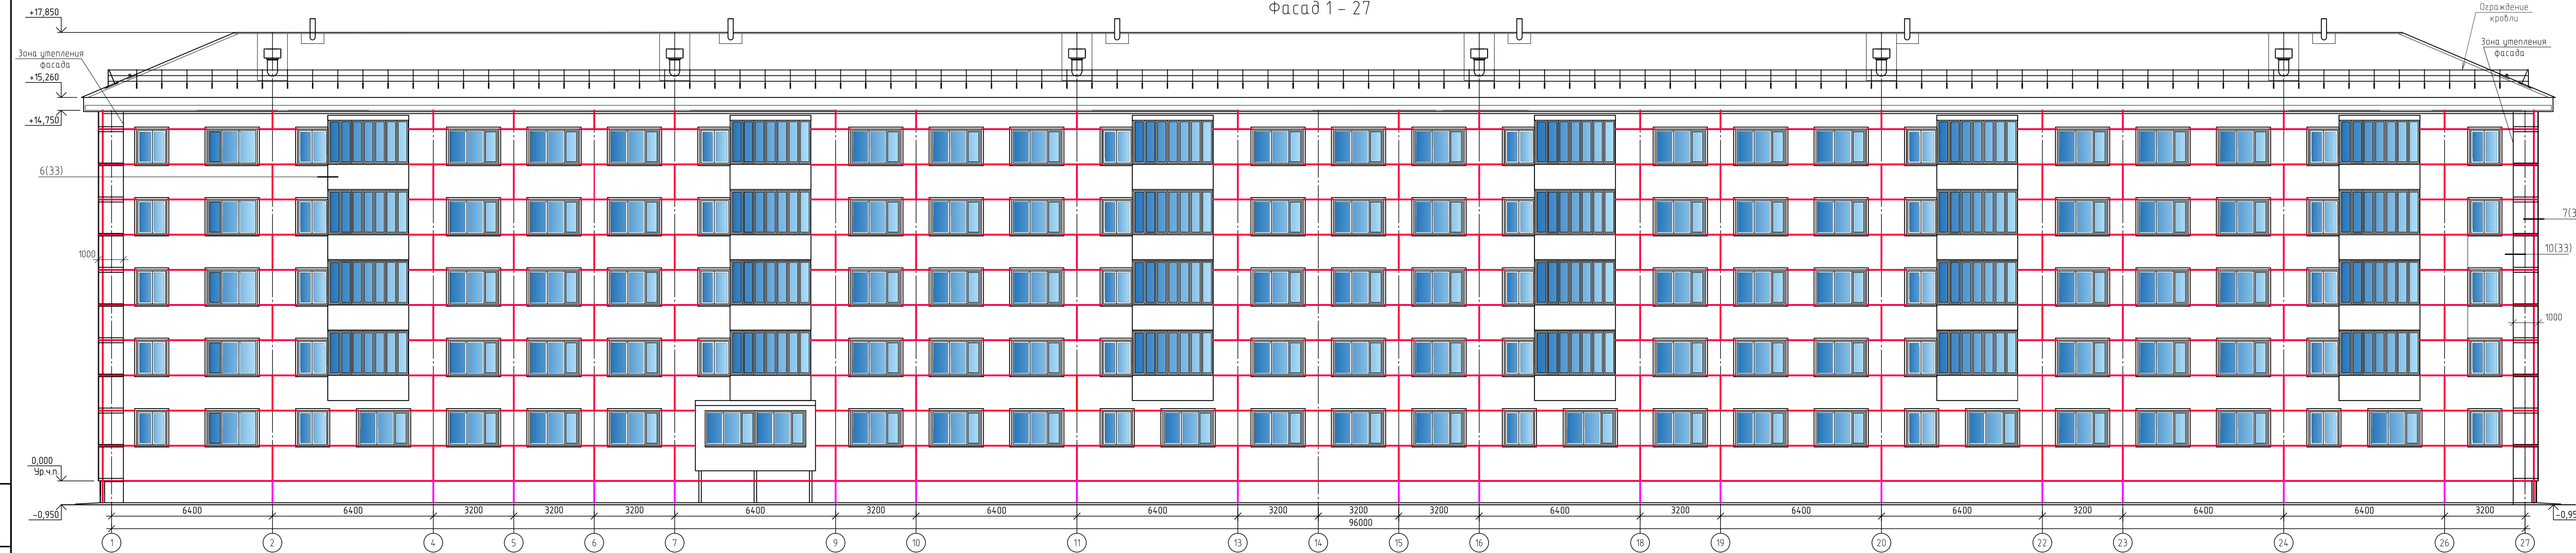 Фасад 1 – 27
+17,850
Зона утепления
фасада
+15,260
+14,750
Ограждение
кровли
Зона утепления
фасада
6(33)
7(3
10(33)
1000
1000
0,000
Ур.ч.п.
-0,950
-0,95
6400 6400 3200 3200 3200 6400 3200 6400 6400 3200 3200 3200 6400 3200 6400 6400 3200 6400 6400 3200
96000
1 2 4 5 6 7 9 10 11 13 14 15 16 18 19 20 22 23 24 26 27